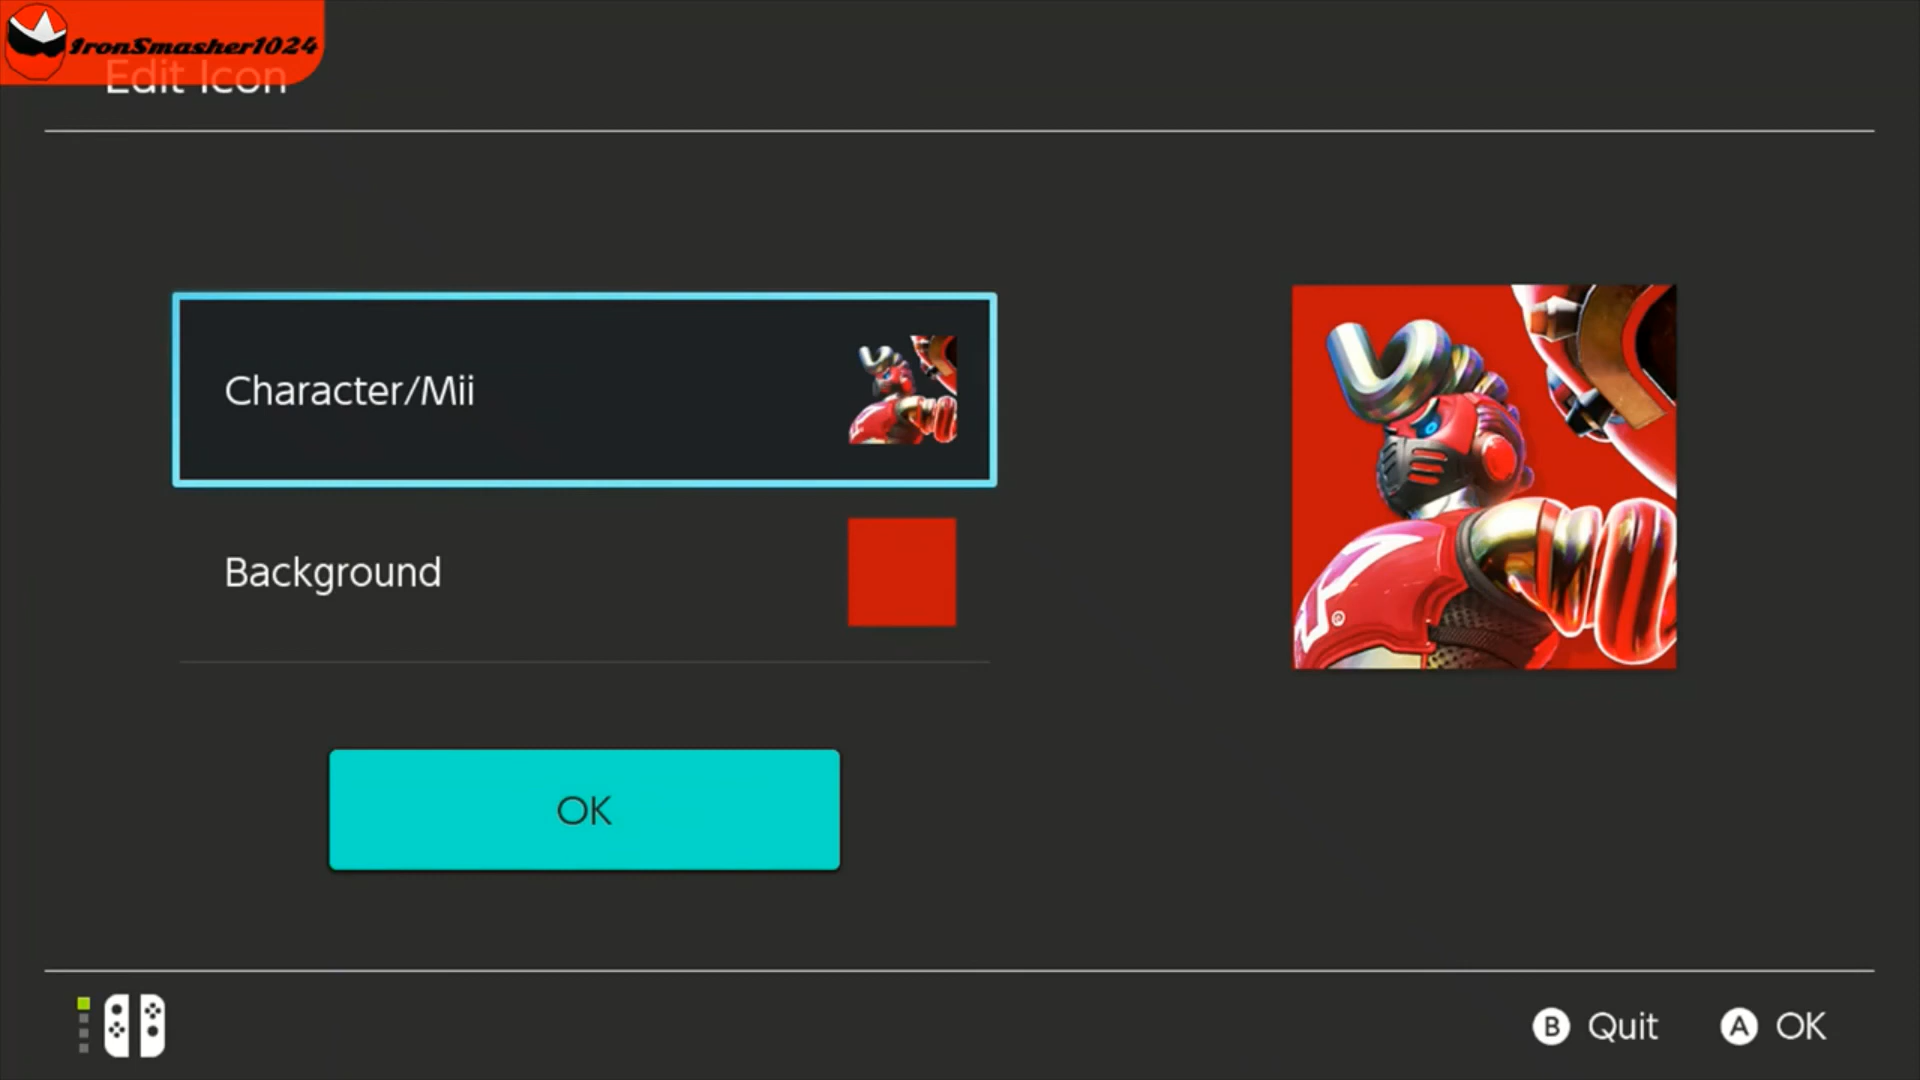 IronSmasher1024
Edit Icon
Character/Mii
Background
OK
B Quit A OK